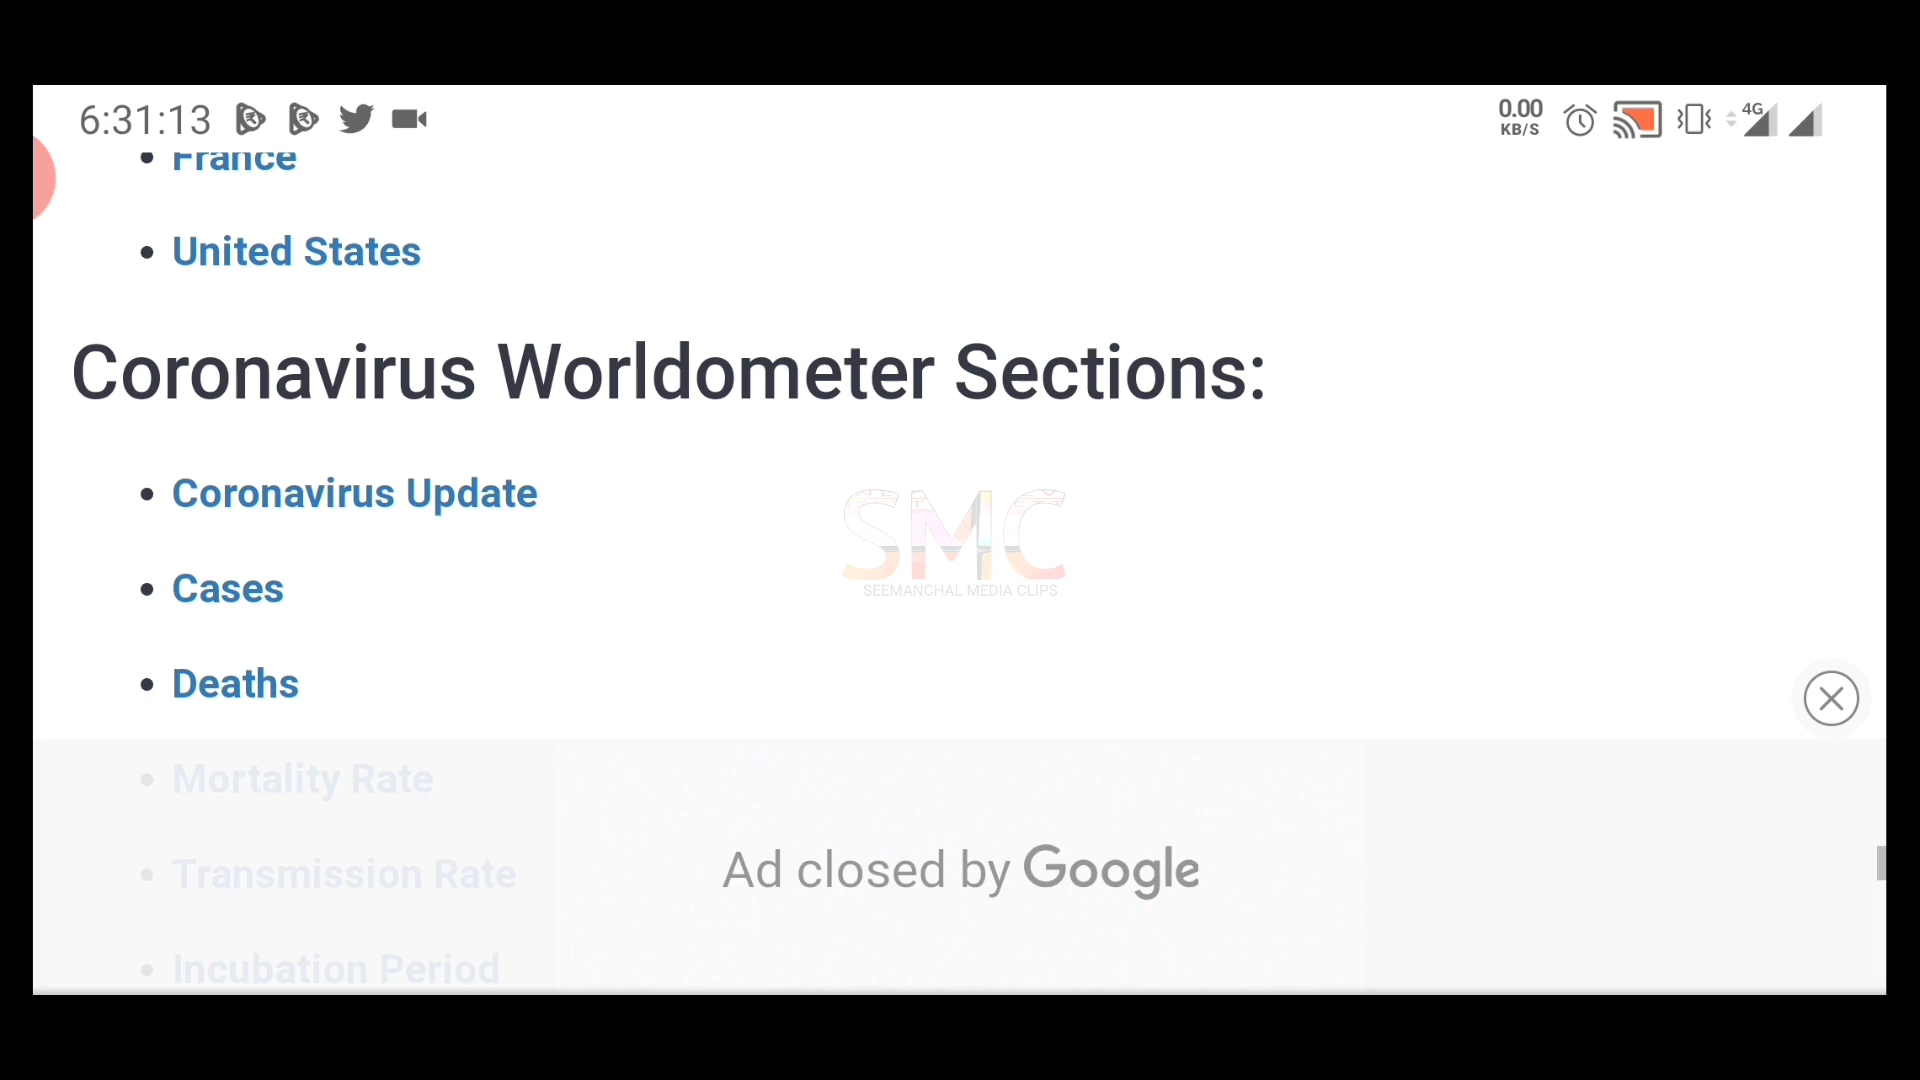 6:31:13
0.00
KB/S
4G
France
United States
Coronavirus Worldometer Sections:
Coronavirus Update
SMC
SEEMANCHAL MEDIA CLIPS
Cases
Deaths
Mortality Rate
Transmission Rate
Ad closed by Google
Incubation Period